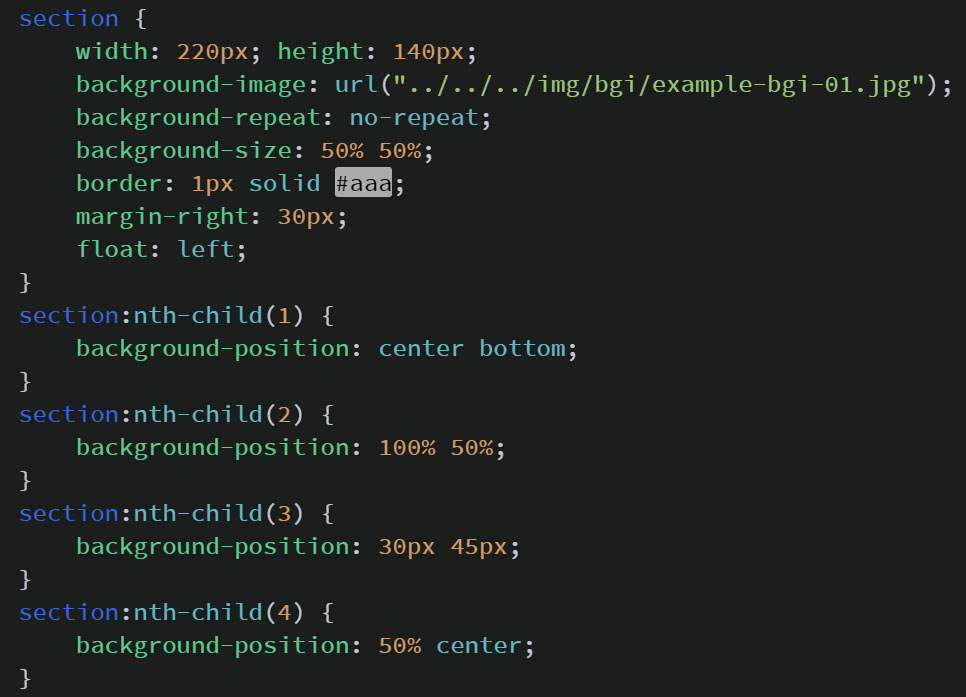 section {
    width: 220px; height: 140px;
    background-image: url("../../../img/bgi/example-bgi-01.jpg");
    background-repeat: no-repeat;
    background-size: 50% 50%;
    border: 1px solid #aaa;
    margin-right: 30px;
    float: left;
}
section:nth-child(1) {
    background-position: center bottom;
}
section:nth-child(2) {
    background-position: 100% 50%;
}
section:nth-child(3) {
    background-position: 30px 45px;
}
section:nth-child(4) {
    background-position: 50% center;
}